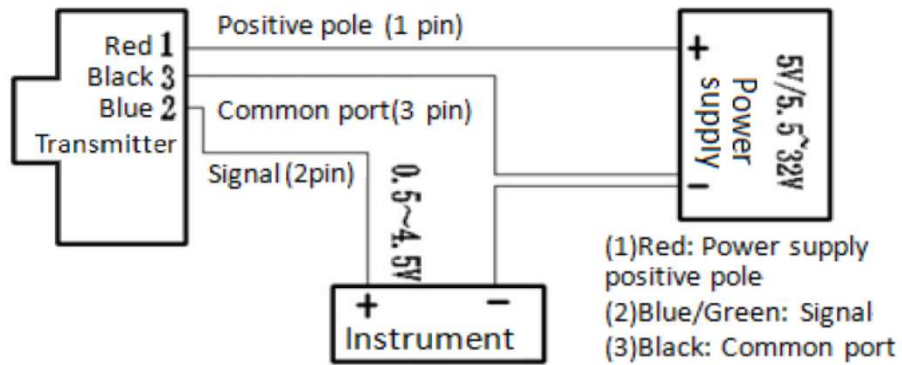 Positive pole (1 pin)
Red 1
Black 3
Blue 2
Transmitter
Common port(3 pin)
Signal(2pin)
0.5~4.5V
+
-
Power
supply
5V/5.5~32V
+
-
Instrument
(1)Red: Power supply
positive pole
(2)Blue/Green: Signal
(3)Black: Common port